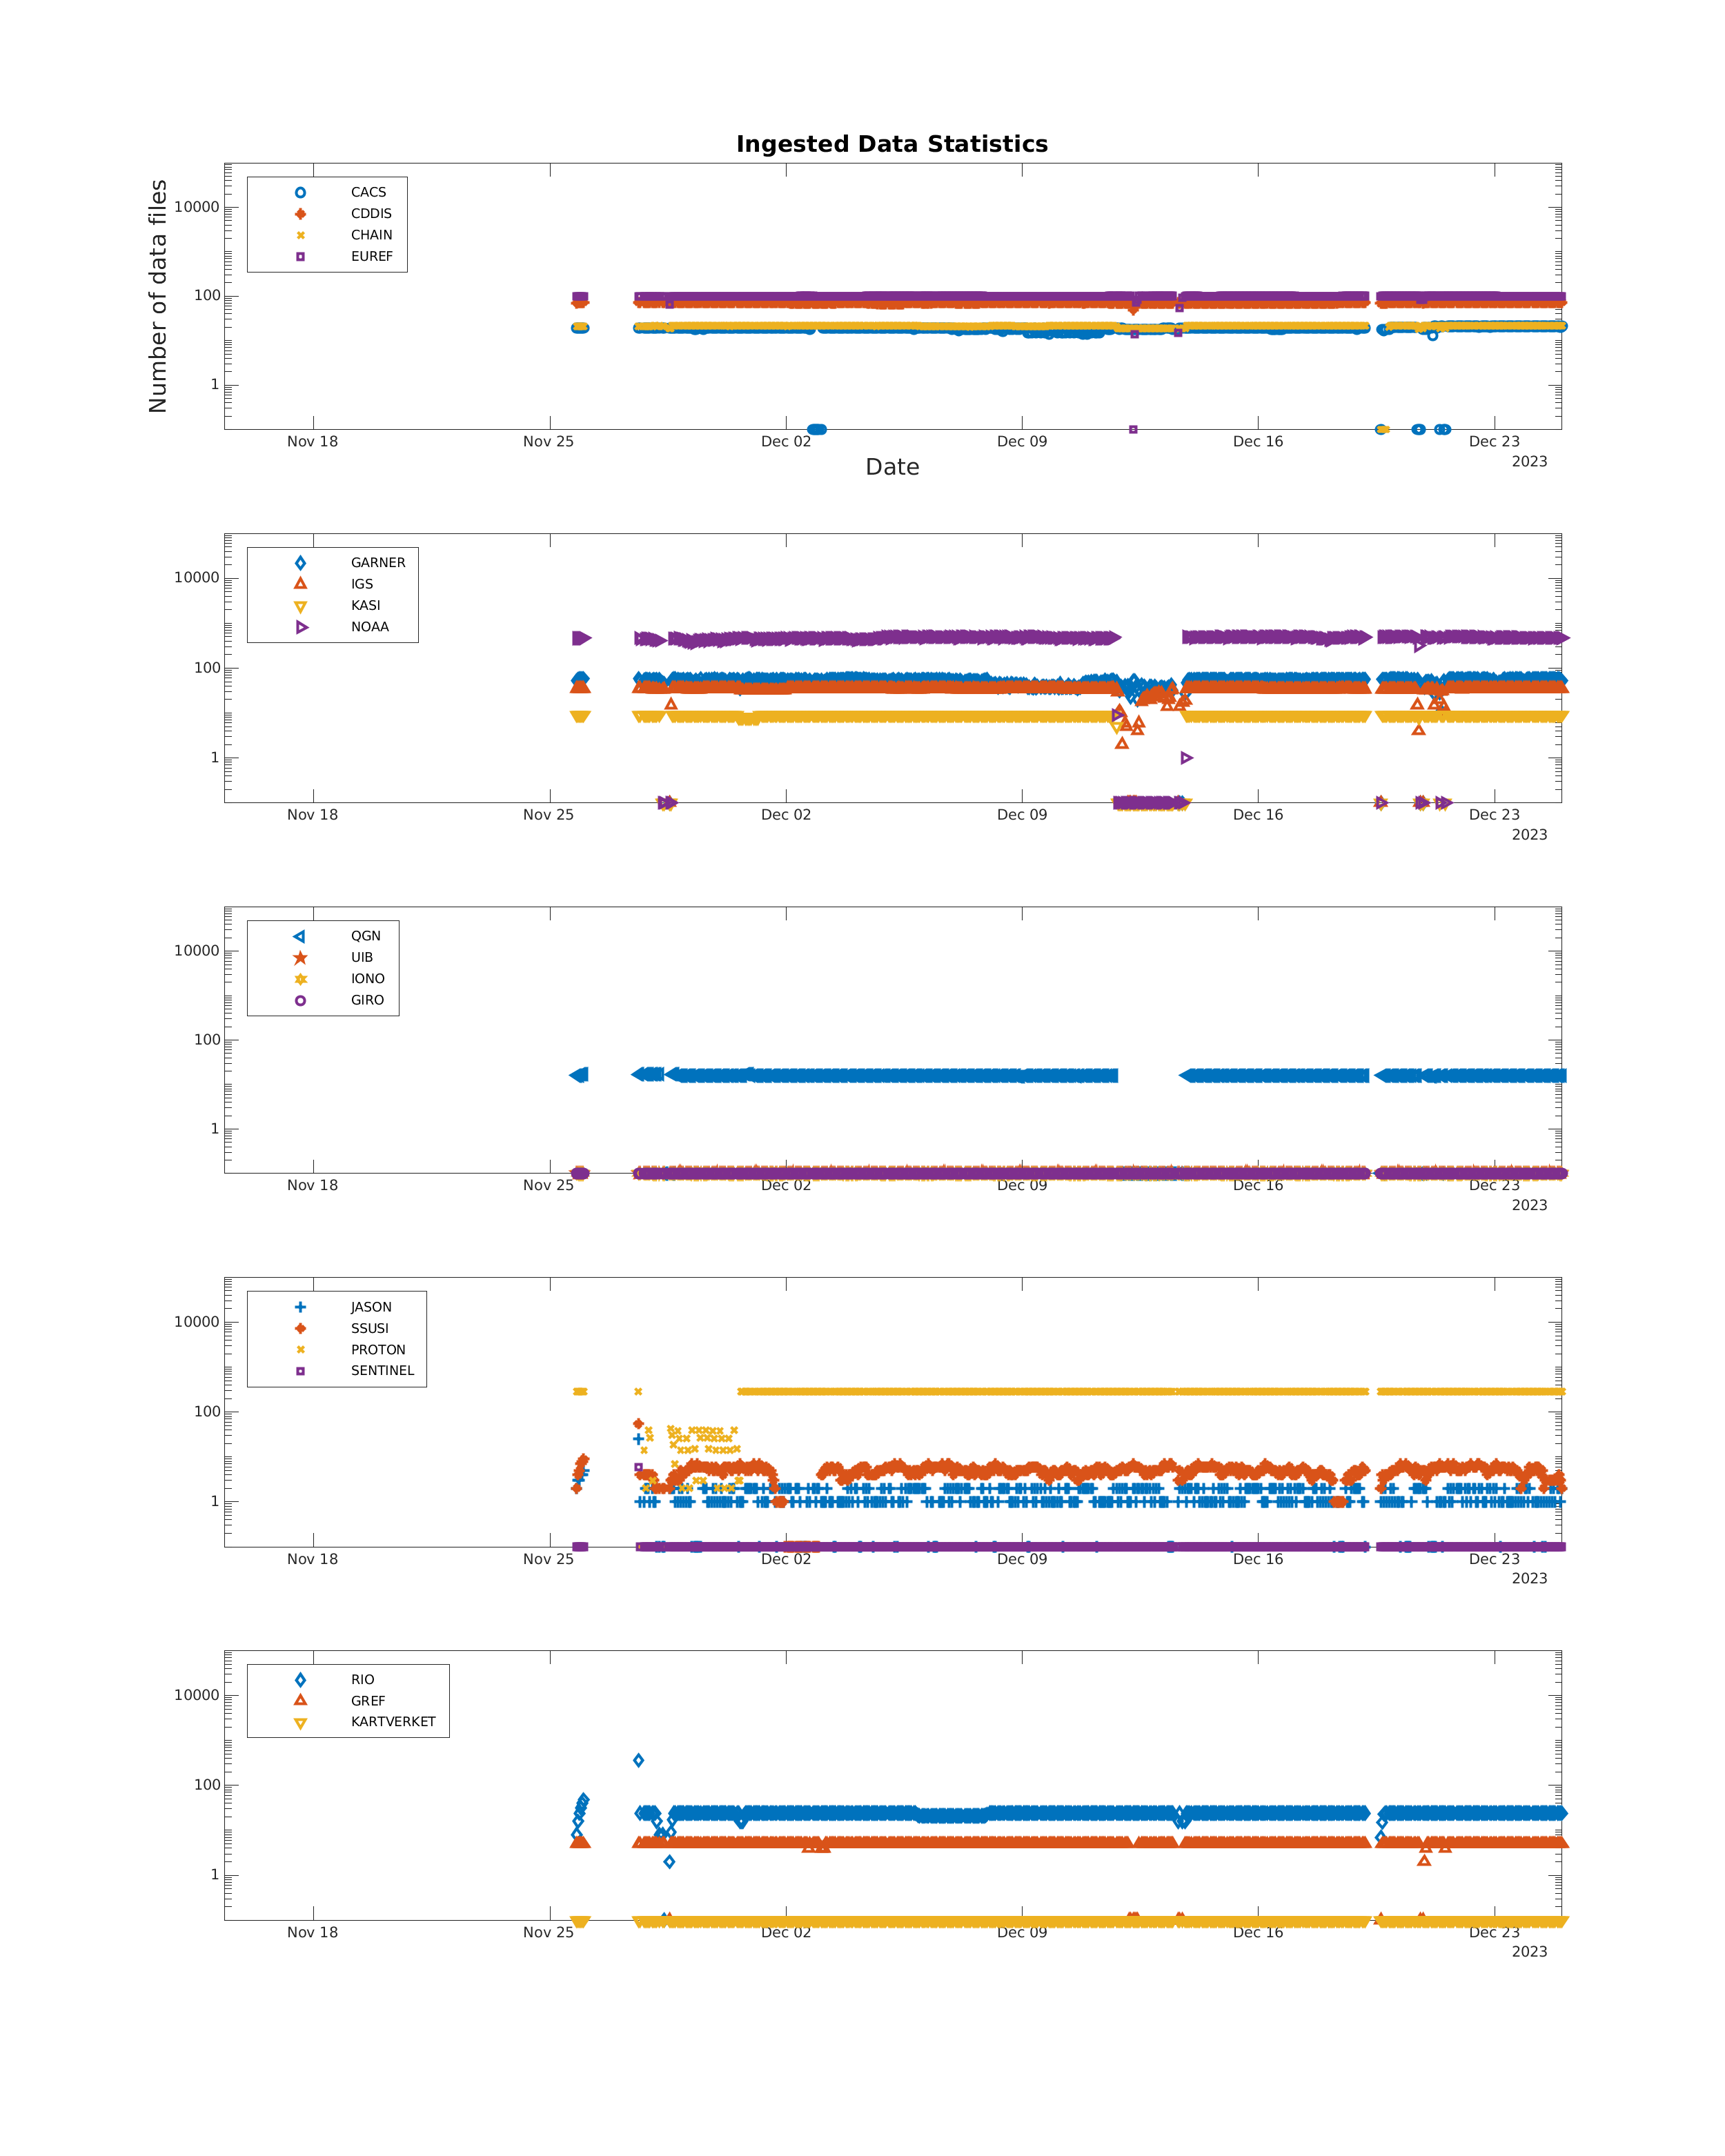 Ingested Data Statistics
Number of data files
10000
100
1
CACS
CDDIS
CHAIN
EUREF
Nov 18 Nov 25 Dec 02 Dec 09 Dec 16 Dec 23
2023
Date
10000
100
1
GARNER
IGS
KASI
NOAA
Nov 18 Nov 25 Dec 02 Dec 09 Dec 16 Dec 23
2023
10000
100
1
QGN
UIB
IONO
GIRO
Nov 18 Nov 25 Dec 02 Dec 09 Dec 16 Dec 23
2023
10000
100
1
JASON
SSUSI
PROTON
SENTINEL
Nov 18 Nov 25 Dec 02 Dec 09 Dec 16 Dec 23
2023
10000
100
1
RIO
GREF
KARTVERKET
Nov 18 Nov 25 Dec 02 Dec 09 Dec 16 Dec 23
2023